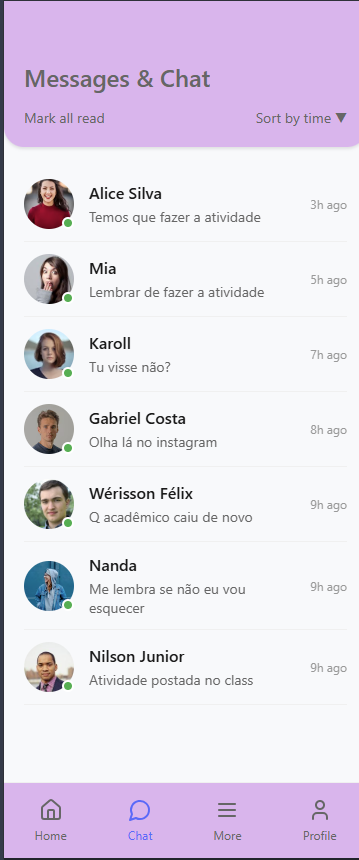 Messages & Chat
Mark all read
Sort by time ▼
Alice Silva
Temos que fazer a atividade
3h ago
Mia
Lembrar de fazer a atividade
5h ago
Karoll
Tu visse não?
7h ago
Gabriel Costa
Olha lá no instagram
8h ago
Wérisson Félix
Q acadêmico caiu de novo
9h ago
Nanda
Me lembra se não eu vou
esquecer
9h ago
Nilson Junior
Atividade postada no class
9h ago
Home
Chat
More
Profile